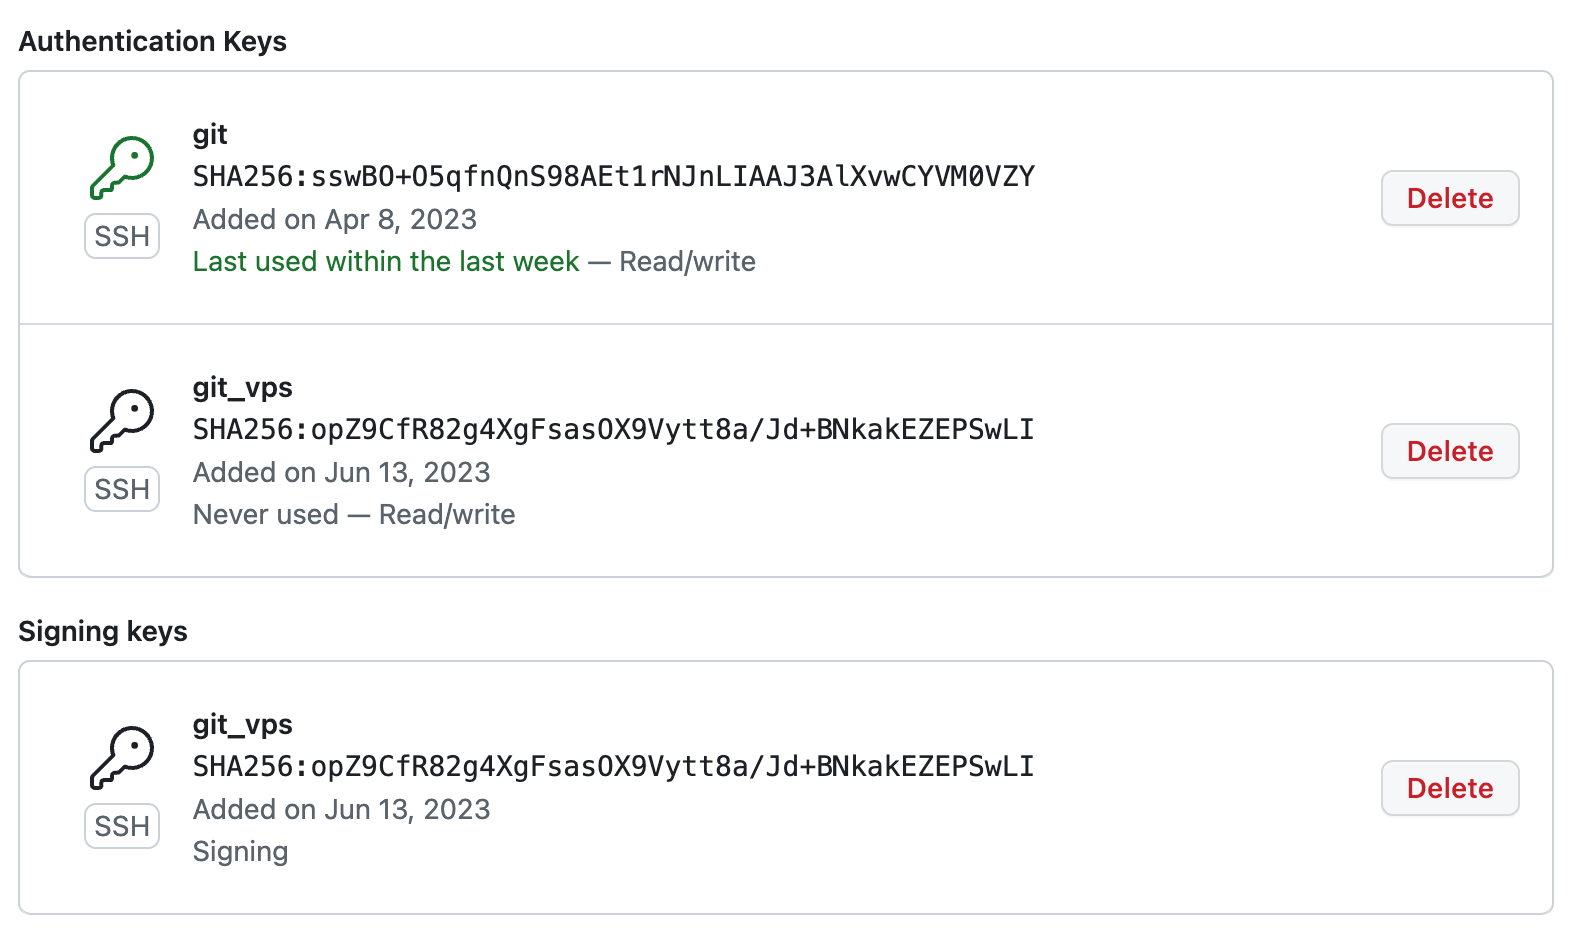 Authentication Keys
git
SHA256:sswBO+O5qfnQnS98AEt1rNJnLIAAJ3AlXvwCYVM0VZY
SSH
Added on Apr 8, 2023
Last used within the last week — Read/write
Delete
git_vps
SHA256:opZ9CfR82g4XgFsasOX9Vytt8a/Jd+BNkakEZEPSwLI
SSH
Added on Jun 13, 2023
Never used — Read/write
Delete
Signing keys
git_vps
SHA256:opZ9CfR82g4XgFsasOX9Vytt8a/Jd+BNkakEZEPSwLI
SSH
Added on Jun 13, 2023
Signing
Delete